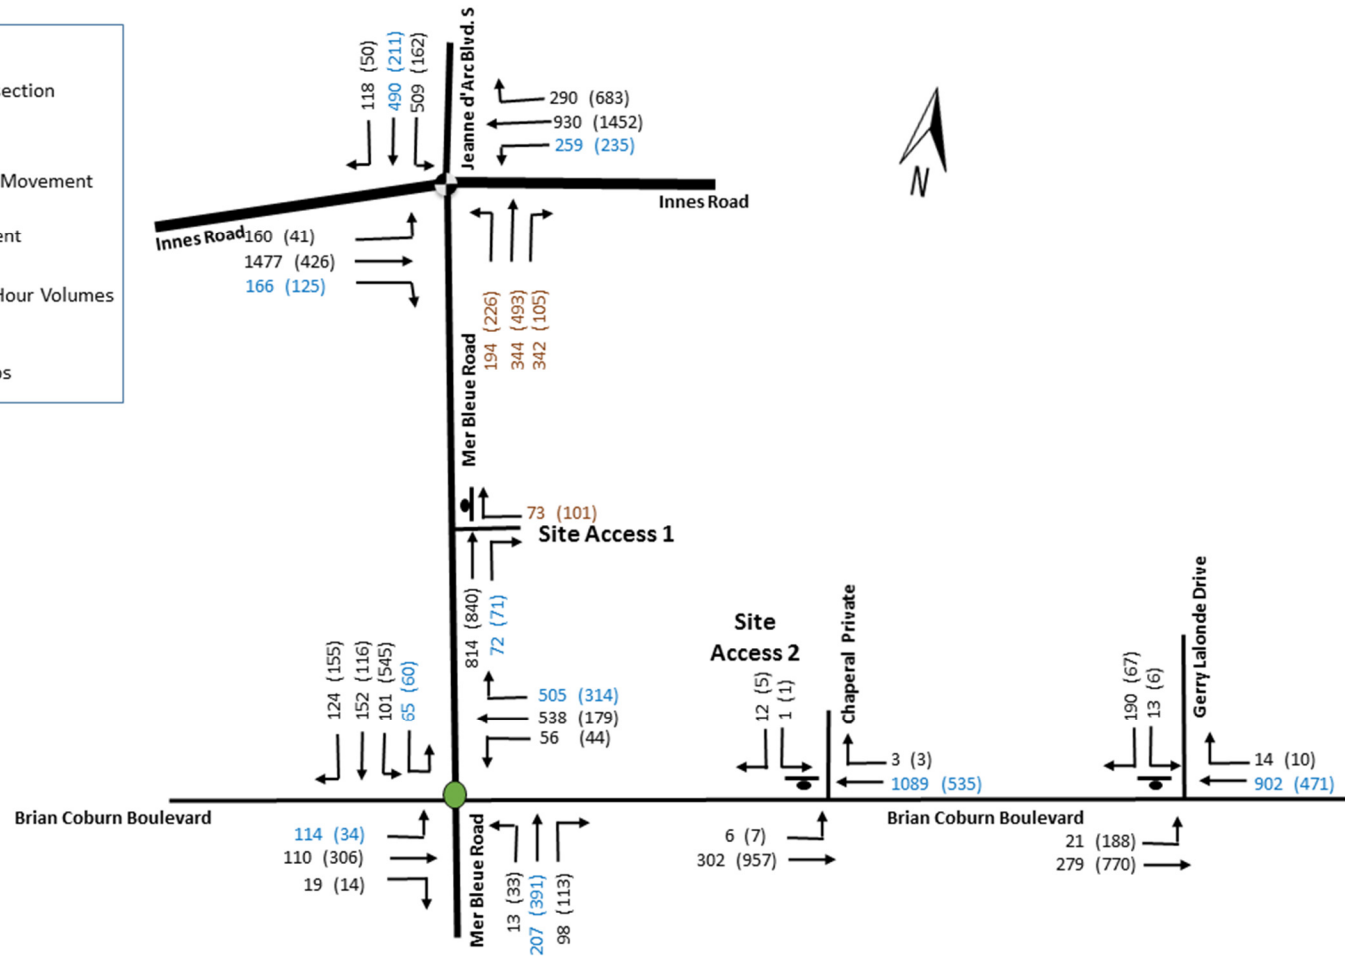 ection
Movement
ent
Hour Volumes
os
Jeanne d'Arc Blvd. S
118 (50)
490 (211)
509 (162)
290 (683)
930 (1452)
259 (235)
N
Innes Road
Innes Road
160 (41)
1477 (426)
166 (125)
194 (226)
344 (493)
342 (105)
Mer Bleue Road
73 (101)
Site Access 1
814 (840)
72 (71)
124 (155)
152 (116)
101 (545)
65 (60)
505 (314)
538 (179)
56 (44)
Site
Access 2
12 (5)
1 (1)
Chaperal Private
3 (3)
1089 (535)
190 (67)
13 (6)
Gerry Lalonde Drive
14 (10)
902 (471)
Brian Coburn Boulevard
Brian Coburn Boulevard
114 (34)
110 (306)
19 (14)
Mer Bleue Road
13 (33)
207 (391)
98 (113)
6 (7)
302 (957)
21 (188)
279 (770)